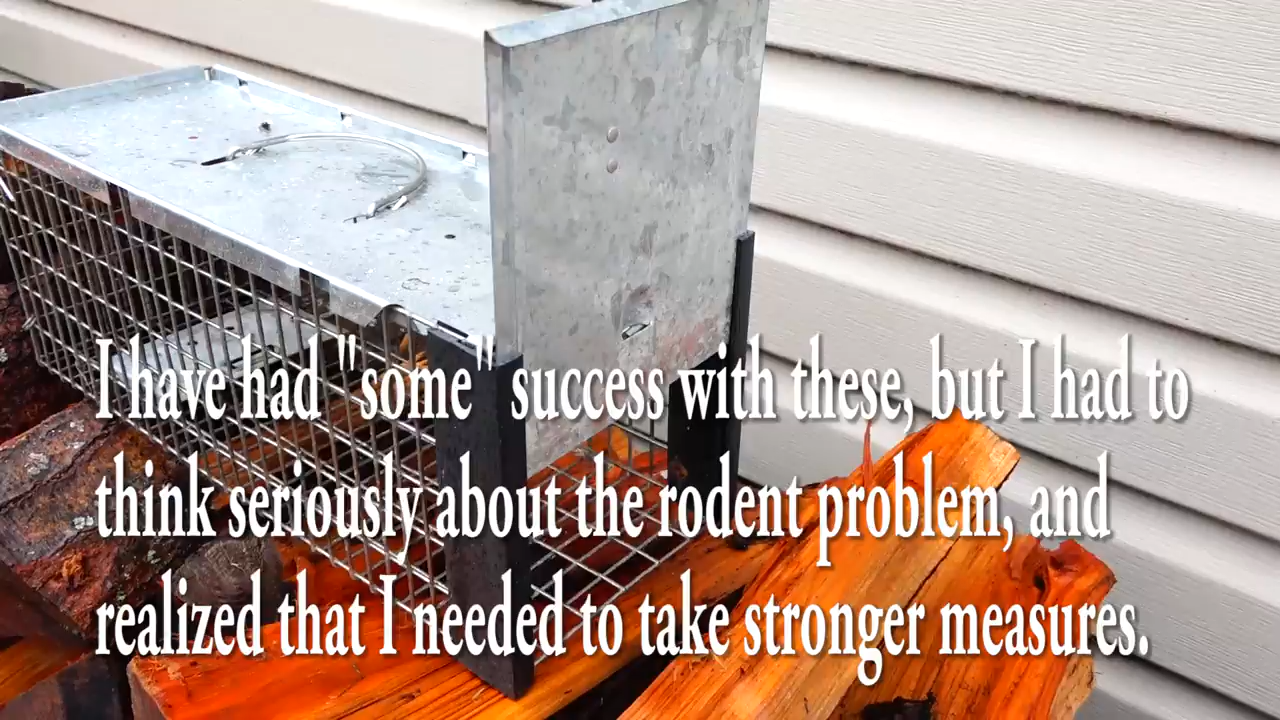 I have had "some" success with these, but I had to
think seriously about the rodent problem, and
realized that I needed to take stronger measures.